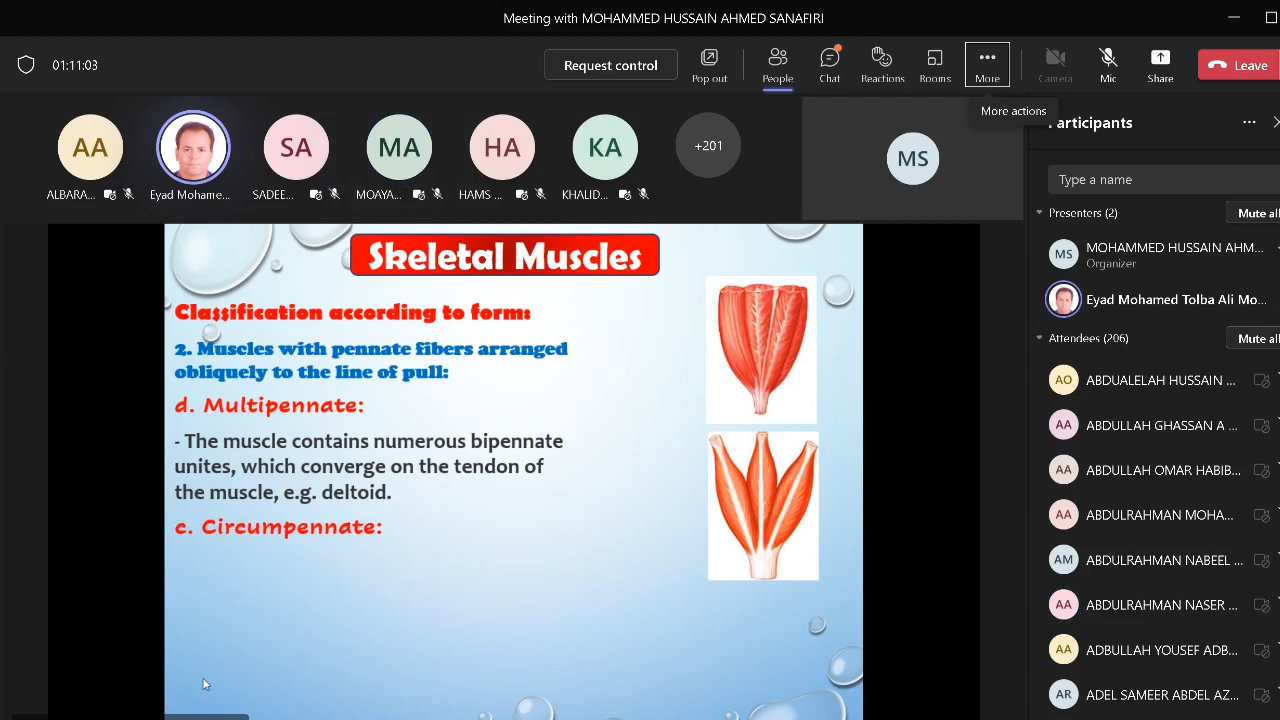 Meeting with MOHAMMED HUSSAIN AHMED SANAFIRI
01:11:03
Request control
Pop out
People
Chat
Reactions
Rooms
More
Camera
Mic
Share
Leave
More actions
AA
SA
MA
HA
KA
+201
MS
ALBARA...
Eyad Mohame...
SADEE...
MOAYA...
HAMS ...
KHALID...
Participants
Type a name
Presenters (2)
Mute all
MS
MOHAMMED HUSSAIN AHM...
Organizer
Eyad Mohamed Tolba Ali Mo...
Attendees (206)
Mute all
AO
ABDUALELAH HUSSAIN ...
AA
ABDULLAH GHASSAN A ...
AA
ABDULLAH OMAR HABIB...
AA
ABDULRAHMAN MOHA...
AM
ABDULRAHMAN NABEEL ...
AA
ABDULRAHMAN NASER ...
AA
ADBULLAH YOUSEF ADB...
AR
ADEL SAMEER ABDEL AZ...
Skeletal Muscles
Classification according to form:
2. Muscles with pennate fibers arranged
obliquely to the line of pull:
d. Multipennate:
- The muscle contains numerous bipennate
unites, which converge on the tendon of
the muscle, e.g. deltoid.
c. Circumpennate: